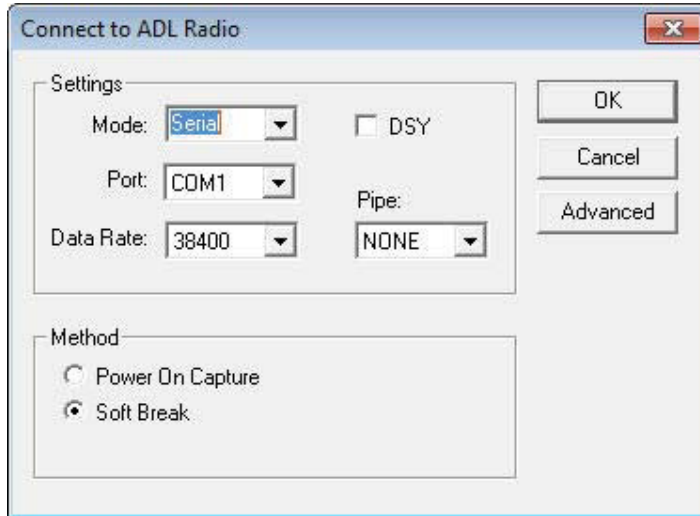 Connect to ADL Radio
Settings
Mode: Serial
DSY
OK
Port: COM1
Cancel
Pipe:
Advanced
Data Rate: 38400
NONE
Method
Power On Capture
Soft Break